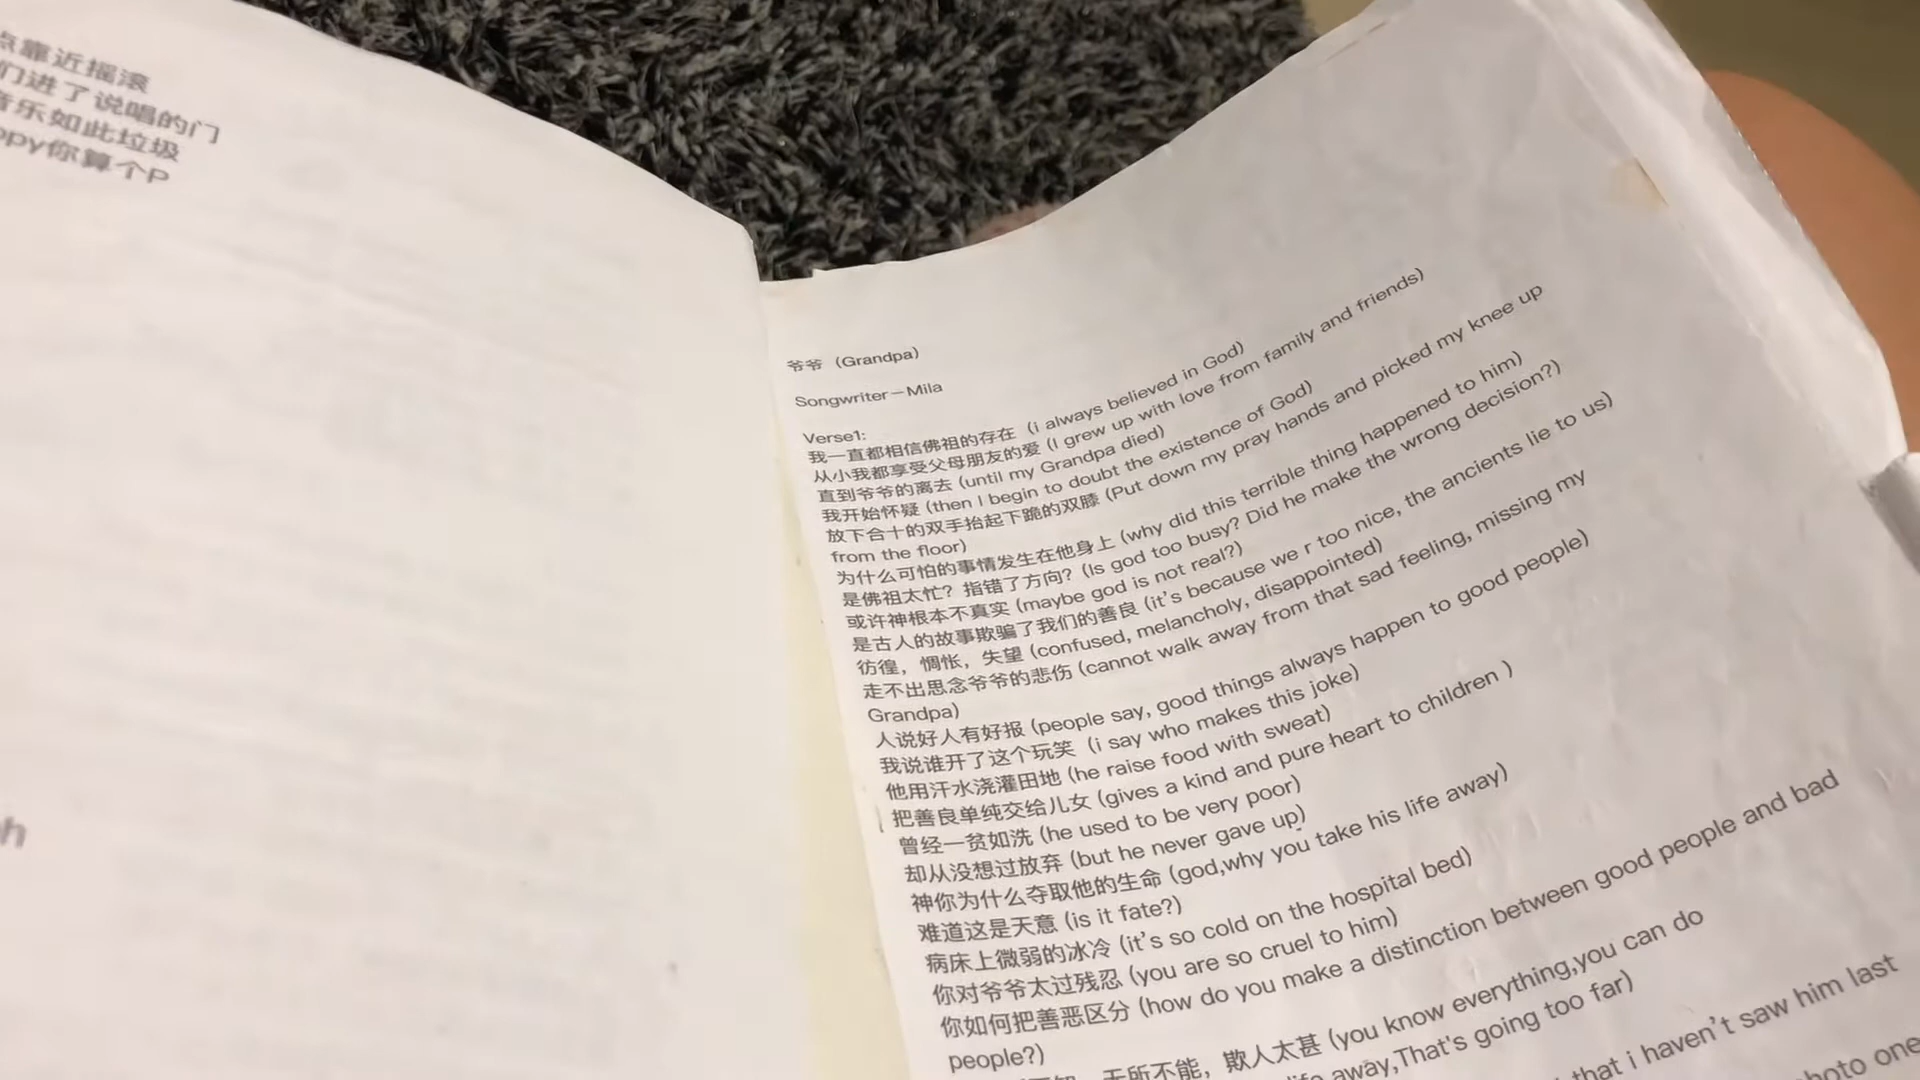 点靠近摇滚
们进了说唱的门
音乐如此垃圾
ppy你算个P
爷爷（Grandpa）
Songwriter－Mila
Verse1:
我一直都相信佛祖的存在（i always believed in God)
从小我都享受父母朋友的爱 (I grew up with love from family and friends)
直到爷爷的离去 (until my Grandpa died)
我开始怀疑 (then I begin to doubt the existence of God)
放下合十的双手抬起下跪的双膝 (Put down my pray hands and picked my knee up
from the floor)
为什么可怕的事情发生在他身上 (why did this terrible thing happened to him)
是佛祖太忙？指错了方向？(Is god too busy? Did he make the wrong decision?)
或许神根本不真实 (maybe god is not real?)
是古人的故事欺骗了我们的善良 (it's because we r too nice, the ancients lie to us)
彷徨，惆怅，失望 (confused, melancholy, disappointed)
走不出思念爷爷的悲伤 (cannot walk away from that sad feeling, missing my
Grandpa)
人说好人有好报 (people say, good things always happen to good people)
我说谁开了这个玩笑（i say who makes this joke)
他用汗水浇灌田地 (he raise food with sweat)
把善良单纯交给儿女 (gives a kind and pure heart to children )
曾经一贫如洗 (he used to be very poor)
却从没想过放弃 (but he never gave up)
神你为什么夺取他的生命 (god,why you take his life away)
难道这是天意 (is it fate?)
病床上微弱的冰冷 (it's so cold on the hospital bed)
你对爷爷太过残忍 (you are so cruel to him)
你如何把善恶区分 (how do you make a distinction between good people and bad
people?)
无所不能，欺人太甚 (you know everything,you can do
life away,That's going too far)
that i haven't saw him last
photo one